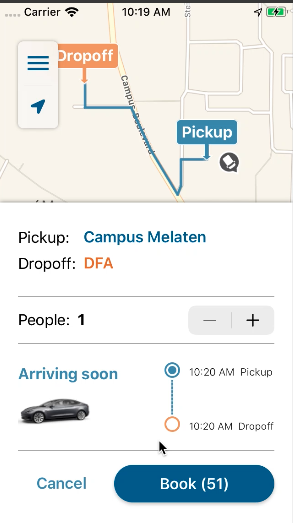 Carrier 10:19 AM
Ste
Dropoff
Campus Boulevard
Pickup
Pickup: Campus Melaten
Dropoff: DFA
People: 1
Arriving soon
10:20 AM Pickup
10:20 AM Dropoff
Cancel Book (51)